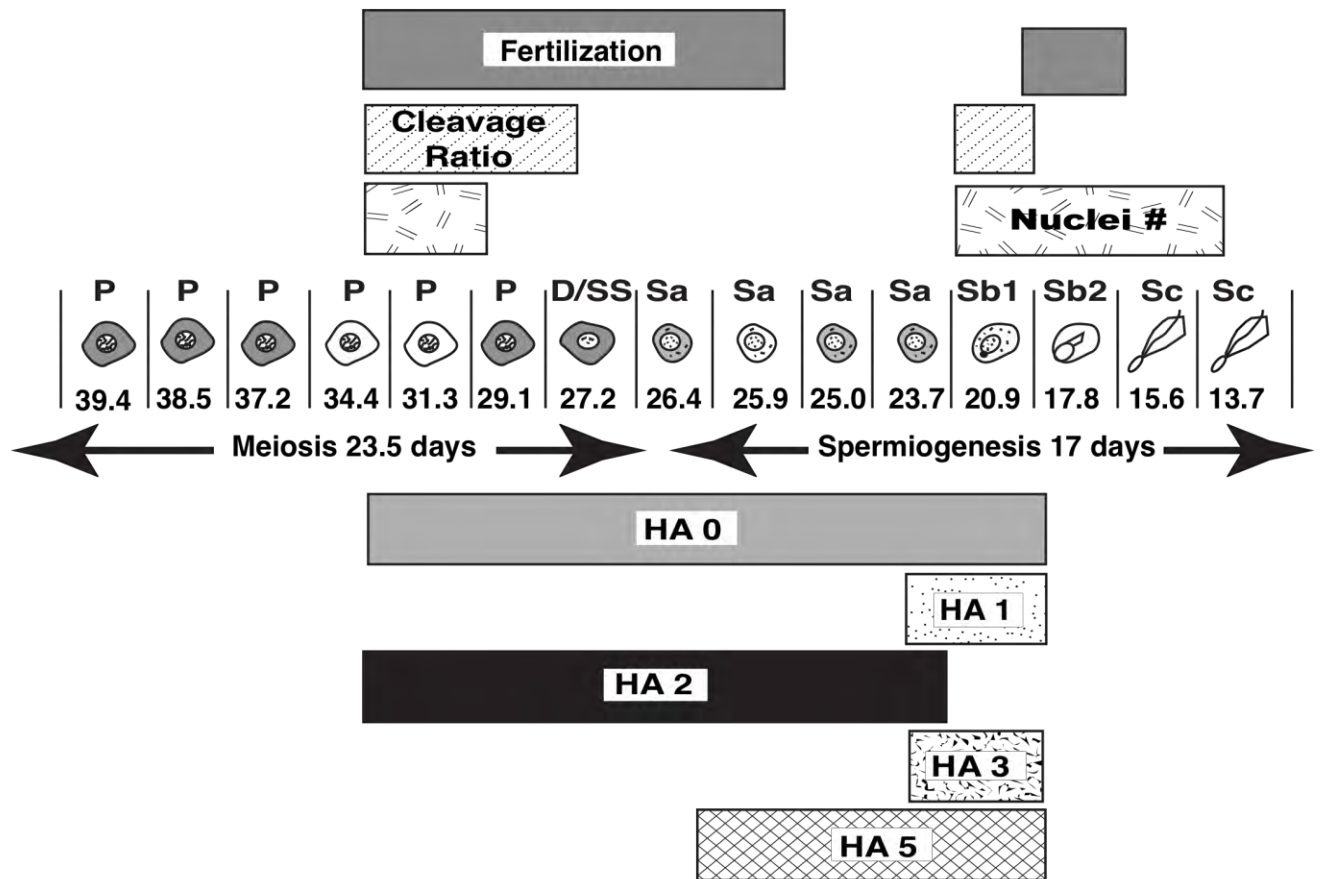 Fertilization
Cleavage
Ratio
Nuclei #
P P P P P P D/SS Sa Sa Sa Sa Sb1 Sb2 Sc Sc
39.4 38.5 37.2 34.4 31.3 29.1 27.2 26.4 25.9 25.0 23.7 20.9 17.8 15.6 13.7
Meiosis 23.5 days Spermiogenesis 17 days
HA 0
HA 1
HA 2
HA 3
HA 5